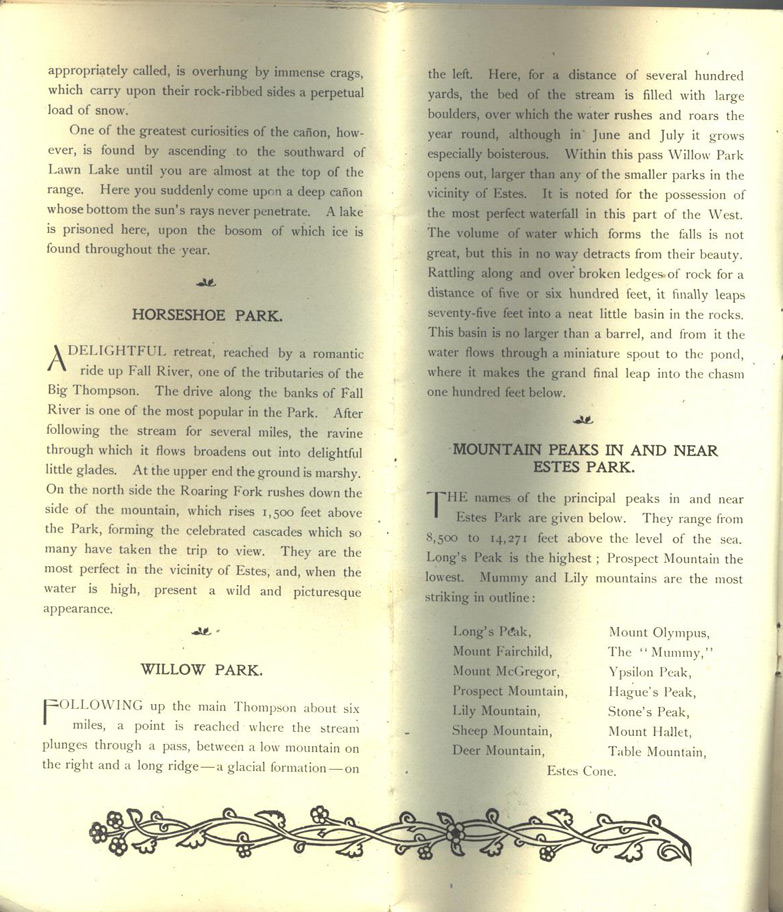 appropriately called, is overhung by immense crags,
which carry upon their rock-ribbed sides a perpetual
load of snow.
One of the greatest curiosities of the cañon, how-
ever, is found by ascending to the southward of
Lawn Lake until you are almost at the top of the
range. Here you suddenly come upon a deep cañon
whose bottom the sun's rays never penetrate. A lake
is prisoned here, upon the bosom of which ice is
found throughout the year.
HORSESHOE PARK.
A DELIGHTFUL retreat, reached by a romantic
ride up Fall River, one of the tributaries of the
Big Thompson. The drive along the banks of Fall
River is one of the most popular in the Park. After
following the stream for several miles, the ravine
through which it flows broadens out into delightful
little glades. At the upper end the ground is marshy.
On the north side the Roaring Fork rushes down the
side of the mountain, which rises 1,500 feet above
the Park, forming the celebrated cascades which so
many have taken the trip to view. They are the
most perfect in the vicinity of Estes, and, when the
water is high, present a wild and picturesque
appearance.
WILLOW PARK.
FOLLOWING up the main Thompson about six
miles, a point is reached where the stream
plunges through a pass, between a low mountain on
the right and a long ridge—a glacial formation—on
the left. Here, for a distance of several hundred
yards, the bed of the stream is filled with large
boulders, over which the water rushes and roars the
year round, although in June and July it grows
especially boisterous. Within this pass Willow Park
opens out, larger than any of the smaller parks in the
vicinity of Estes. It is noted for the possession of
the most perfect waterfall in this part of the West.
The volume of water which forms the falls is not
great, but this in no way detracts from their beauty.
Rattling along and over broken ledges of rock for a
distance of five or six hundred feet, it finally leaps
seventy-five feet into a neat little basin in the rocks.
This basin is no larger than a barrel, and from it the
water flows through a miniature spout to the pond,
where it makes the grand final leap into the chasm
one hundred feet below.
MOUNTAIN PEAKS IN AND NEAR
ESTES PARK.
THE names of the principal peaks in and near
Estes Park are given below. They range from
8,500 to 14,271 feet above the level of the sea.
Long's Peak is the highest; Prospect Mountain the
lowest. Mummy and Lily mountains are the most
striking in outline:
Long's Peak,
Mount Fairchild,
Mount McGregor,
Prospect Mountain,
Lily Mountain,
Sheep Mountain,
Deer Mountain,
Mount Olympus,
The "Mummy,"
Ypsilon Peak,
Hague's Peak,
Stone's Peak,
Mount Hallet,
Table Mountain,
Estes Cone.